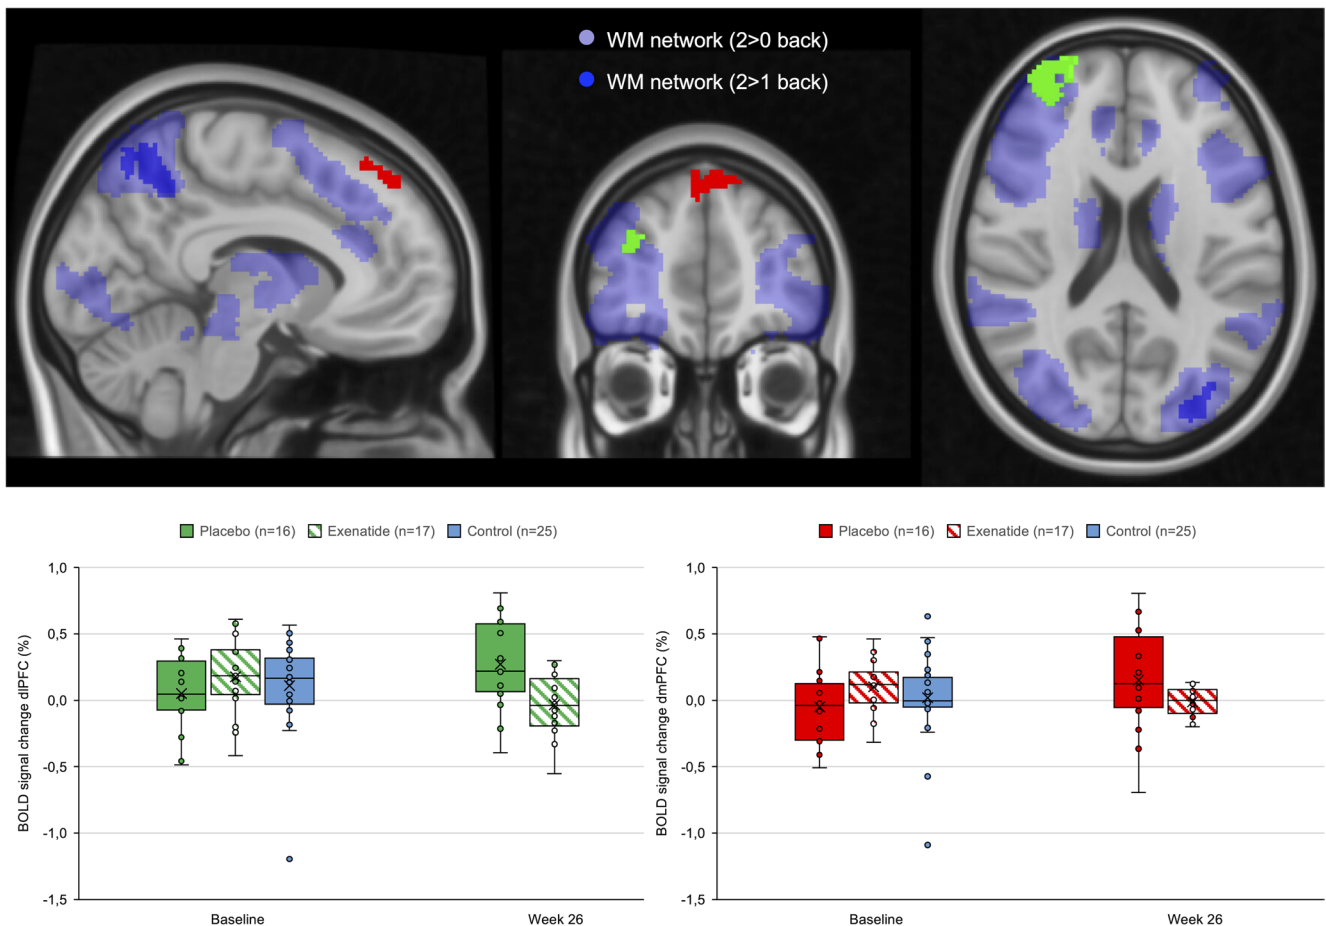 WM network (2>0 back)
WM network (2>1 back)
Placebo (n=16) Exenatide (n=17) Control (n=25)
BOLD signal change dlPFC (%)
1,0
0,5
0,0
-0,5
-1,0
-1,5
Baseline Week 26
Placebo (n=16) Exenatide (n=17) Control (n=25)
BOLD signal change dmPFC (%)
1,0
0,5
0,0
-0,5
-1,0
-1,5
Baseline Week 26